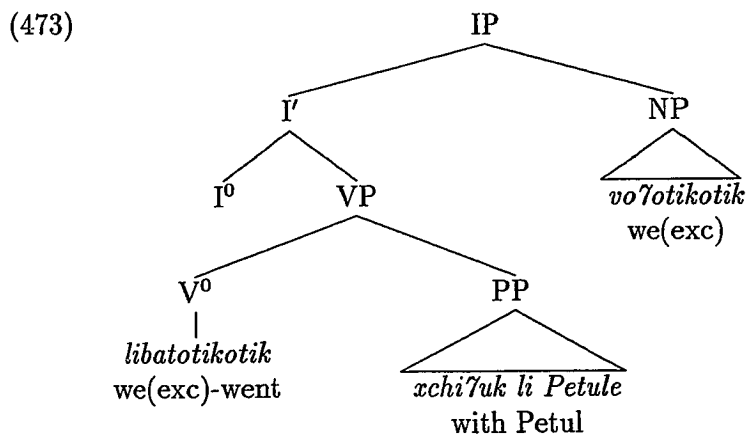 (473)
IP
I′
NP
I⁰
VP
vo7otikotik
we(exc)
V⁰
PP
libatotikotik
we(exc)-went
xchi7uk li Petule
with Petul